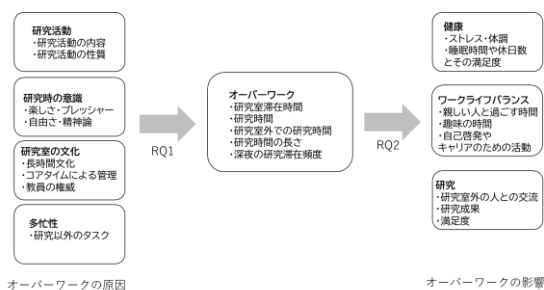 研究活動
・研究活動の内容
・研究活動の性質
研究時の意識
・楽しさ・プレッシャー
・自由さ・精神論
研究室の文化
・長時間文化
・コアタイムによる管理
・教員の権威
多忙性
・研究以外のタスク
オーバーワークの原因
RQ1
オーバーワーク
・研究室滞在時間
・研究時間
・研究室外での研究時間
・研究時間の長さ
・深夜の研究滞在頻度
RQ2
健康
・ストレス・体調
・睡眠時間や休日数
とその満足度
ワークライフバランス
・親しい人と過ごす時間
・趣味の時間
・自己啓発や
キャリアのための活動
研究
・研究室外の人との交流
・研究成果
・満足度
オーバーワークの影響